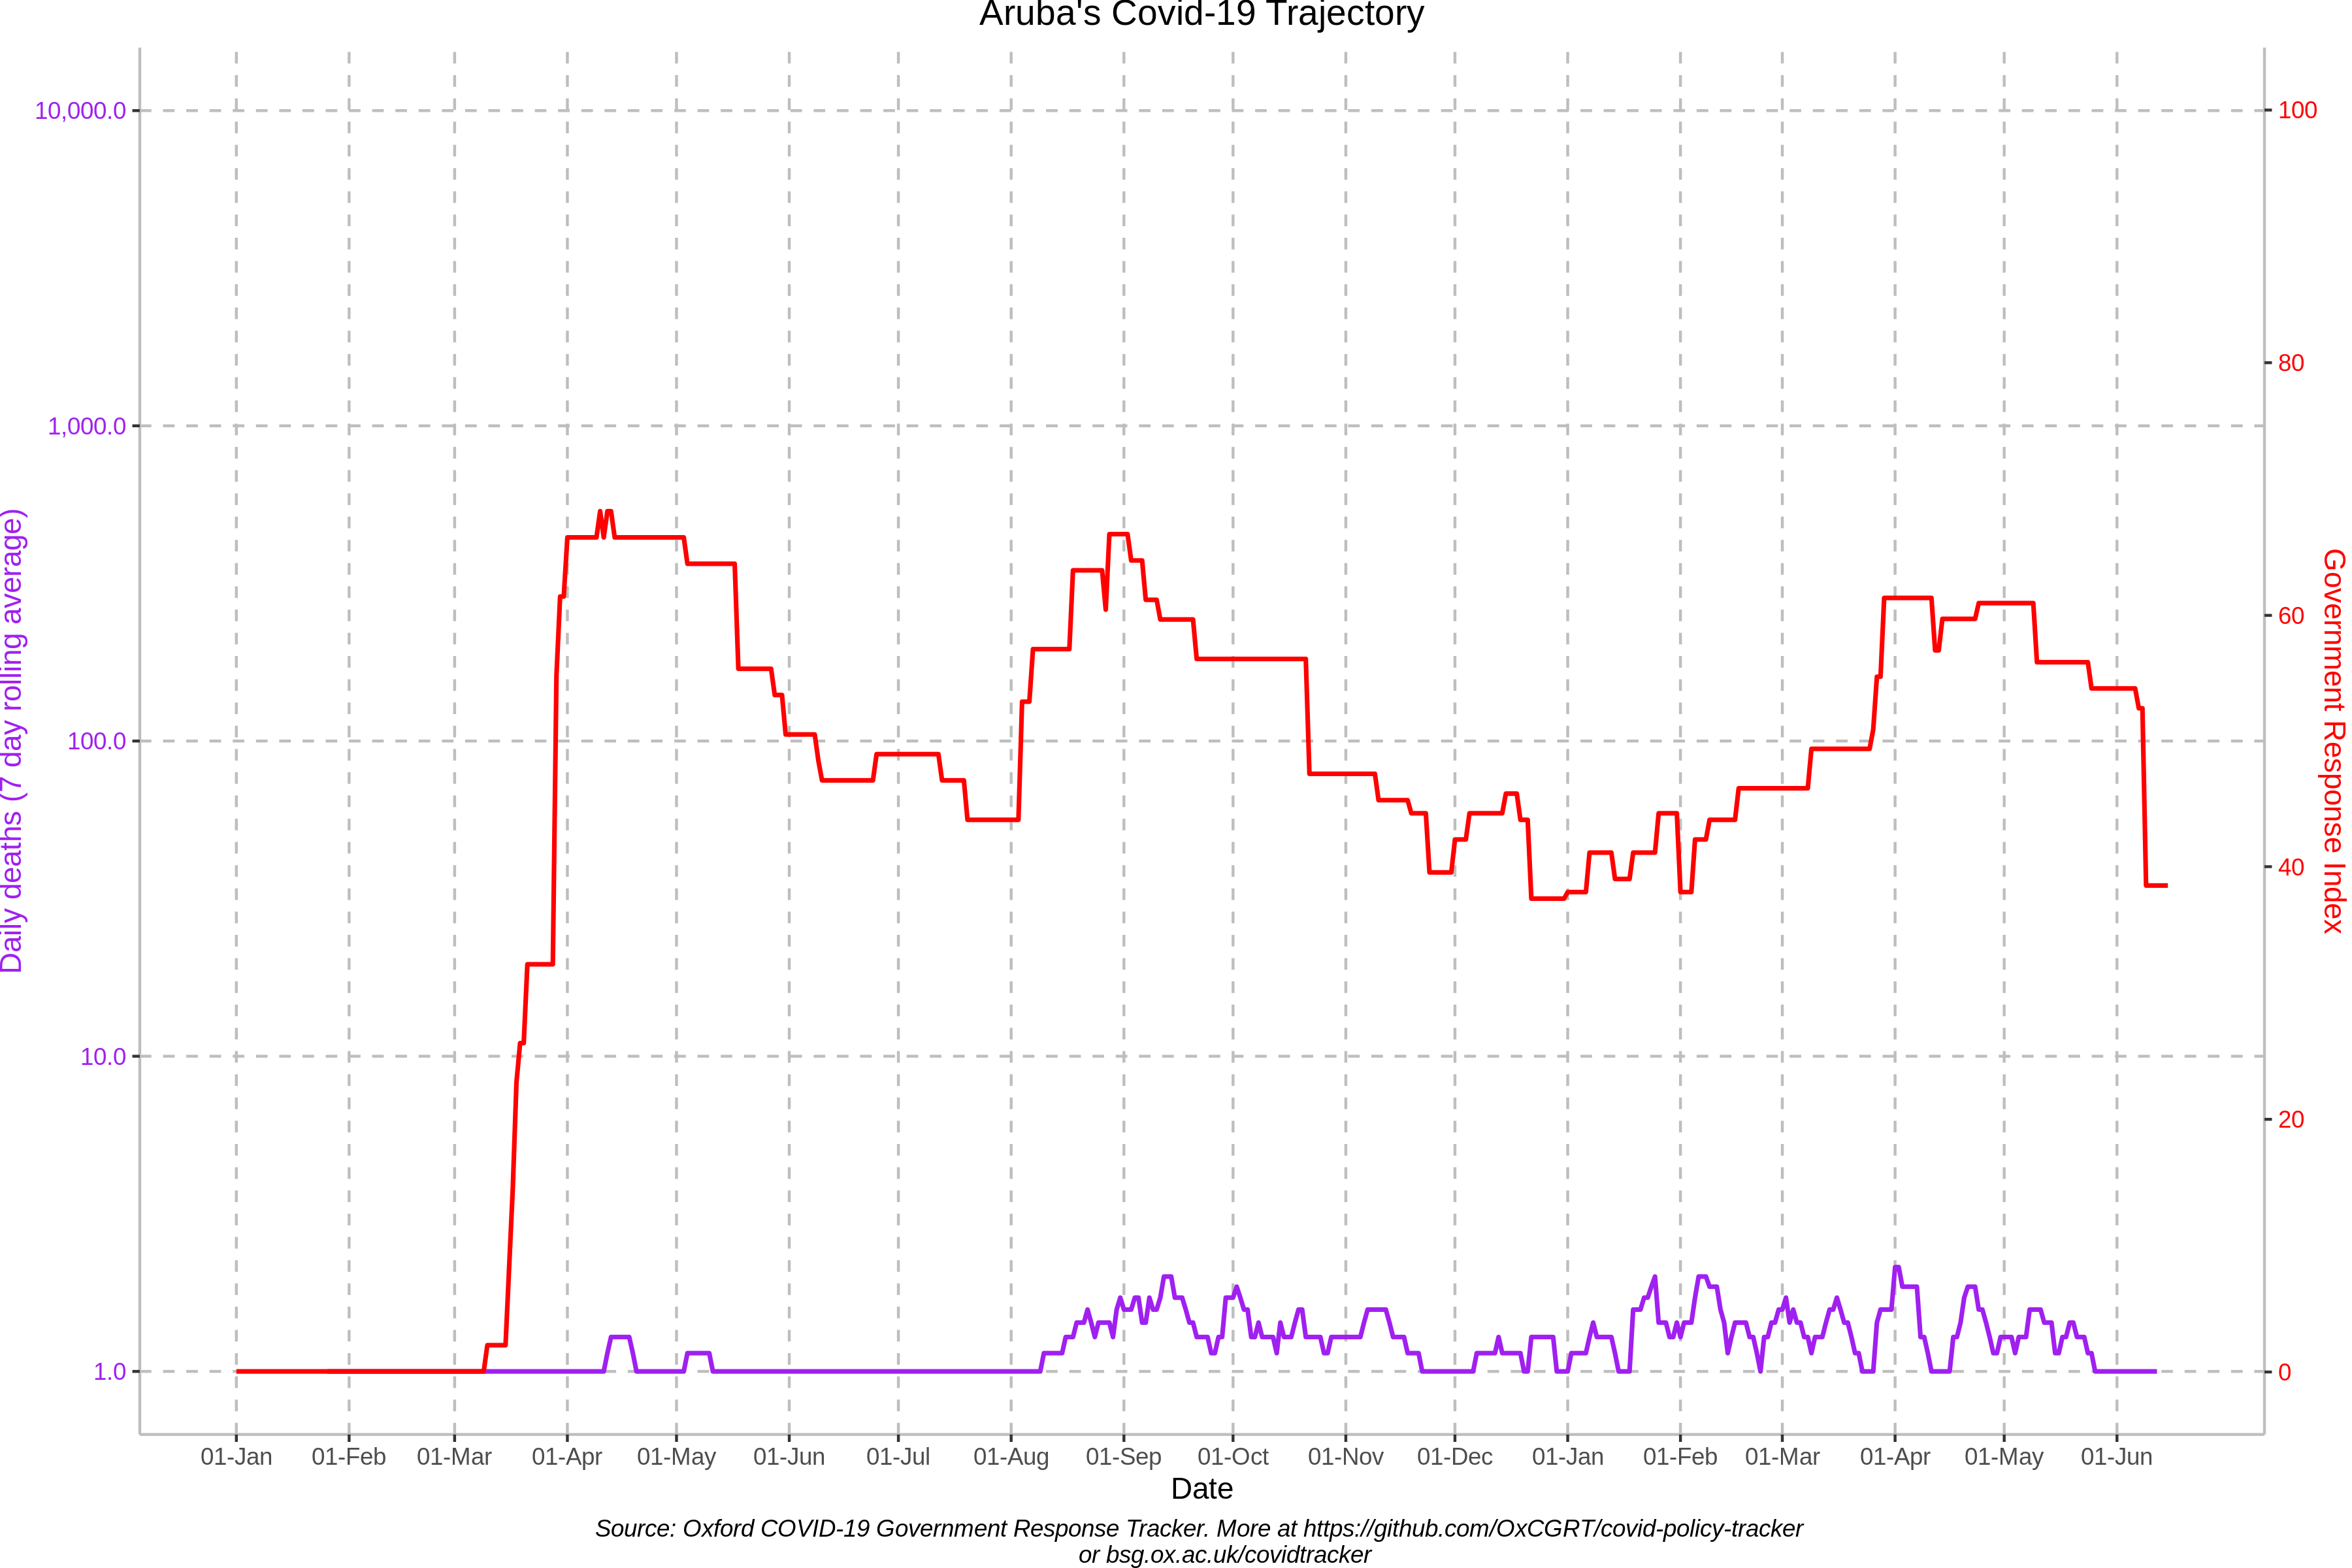 Aruba's Covid-19 Trajectory
10,000.0
1,000.0
100.0
10.0
1.0
Daily deaths (7 day rolling average)
100
80
60
40
20
0
Government Response Index
01-Jan
01-Feb
01-Mar
01-Apr
01-May
01-Jun
01-Jul
01-Aug
01-Sep
01-Oct
01-Nov
01-Dec
01-Jan
01-Feb
01-Mar
01-Apr
01-May
01-Jun
Date
Source: Oxford COVID-19 Government Response Tracker. More at https://github.com/OxCGRT/covid-policy-tracker
or bsg.ox.ac.uk/covidtracker